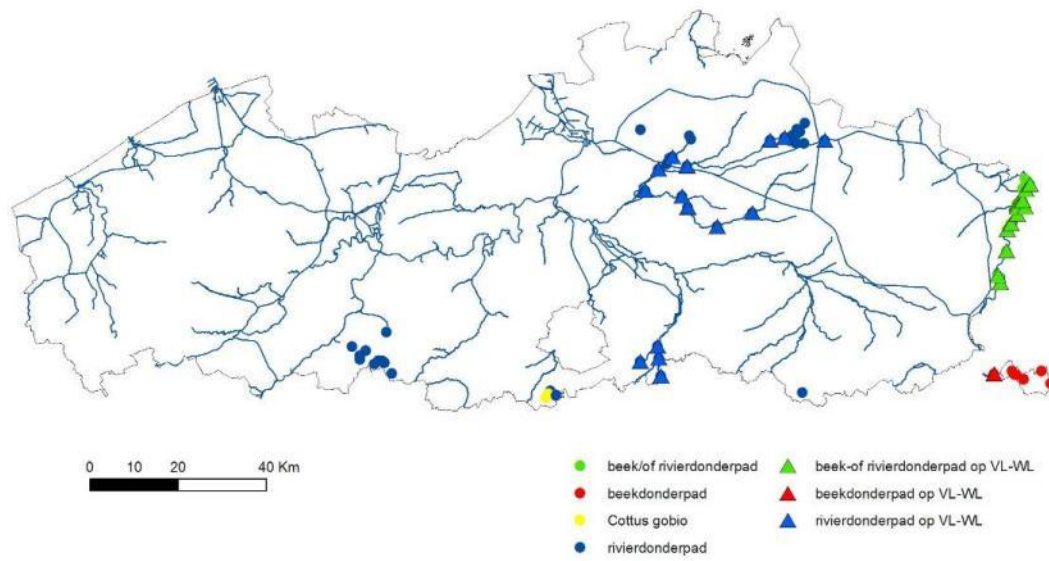 0 10 20 40 Km
beek/of rivierdonderpad
beekdonderpad
Cottus gobio
rivierdonderpad
beek-of rivierdonderpad op VL-WL
beekdonderpad op VL-WL
rivierdonderpad op VL-WL